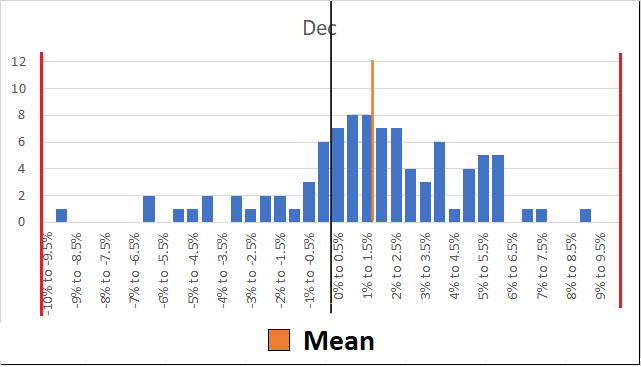 Dec
12
10
8
6
4
2
0
-10% to -9.5%
-9% to -8.5%
-8% to -7.5%
-7% to -6.5%
-6% to -5.5%
-5% to -4.5%
-4% to -3.5%
-3% to -2.5%
-2% to -1.5%
-1% to -0.5%
0% to 0.5%
1% to 1.5%
2% to 2.5%
3% to 3.5%
4% to 4.5%
5% to 5.5%
6% to 6.5%
7% to 7.5%
8% to 8.5%
9% to 9.5%
Mean